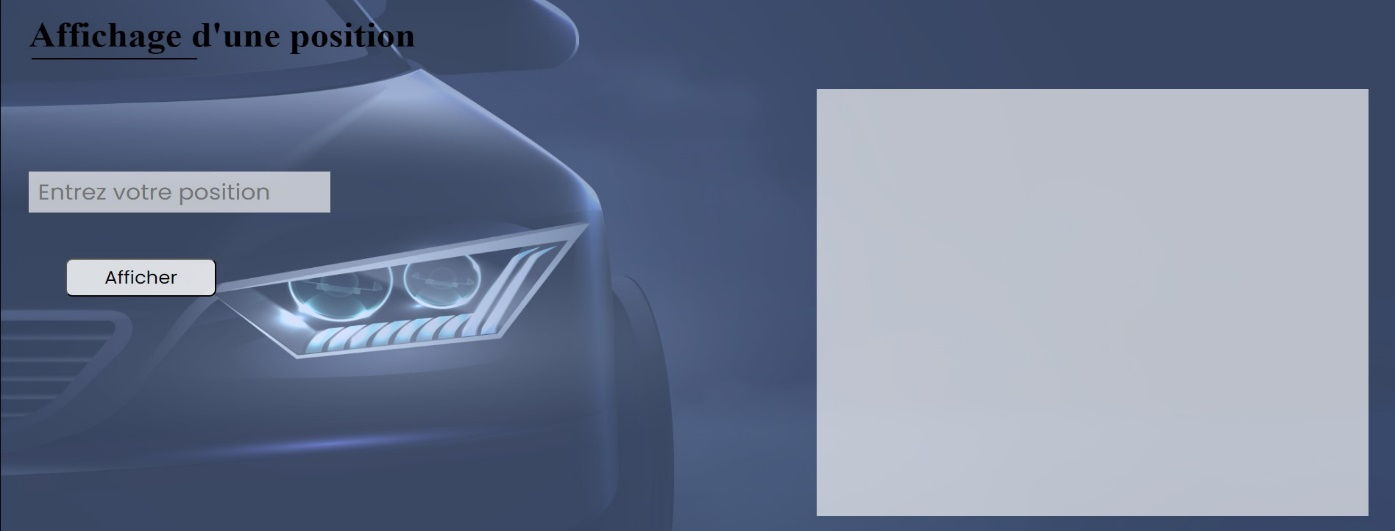 Affichage d'une position
Entrez votre position
Afficher